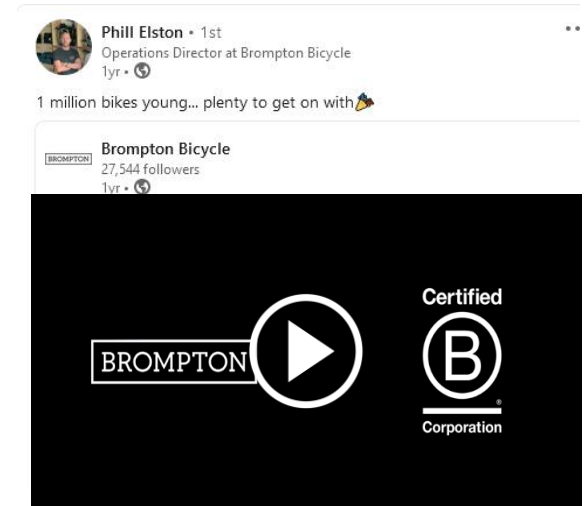 Phill Elston • 1st
Operations Director at Brompton Bicycle
1yr •
1 million bikes young... plenty to get on with🎉
BROMPTON
Brompton Bicycle
27,544 followers
1yr •
Certified
BROMPTON
B
®
Corporation